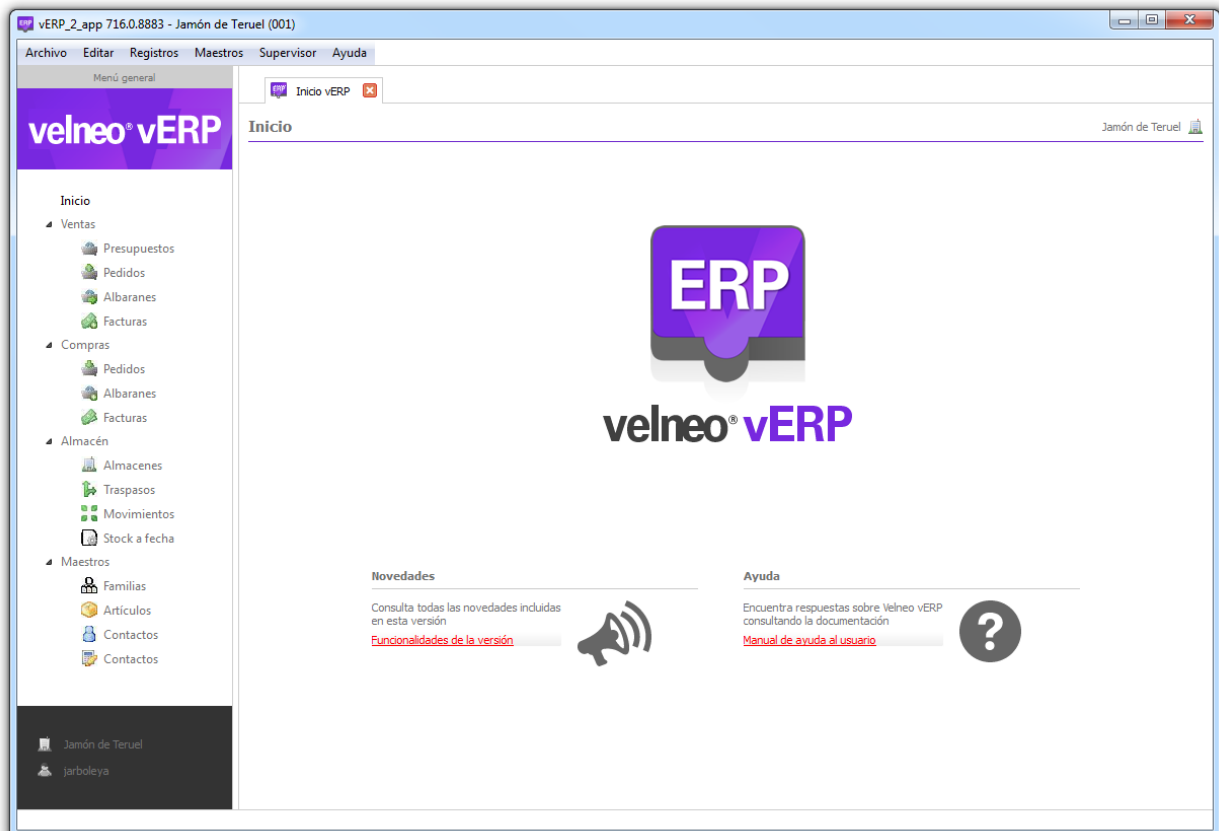 vERP_2_app 716.0.8883 - Jamón de Teruel (001)
Archivo Editar Registros Maestros Supervisor Ayuda
Menú general
velneo® vERP
Inicio
Ventas
Presupuestos
Pedidos
Albaranes
Facturas
Compras
Pedidos
Albaranes
Facturas
Almacén
Almacenes
Traspasos
Movimientos
Stock a fecha
Maestros
Familias
Artículos
Contactos
Contactos
Jamón de Teruel
jarboleya
ERP Inicio vERP
Inicio
Jamón de Teruel
ERP
velneo® vERP
Novedades
Consulta todas las novedades incluidas
en esta versión
Funcionalidades de la versión
Ayuda
Encuentra respuestas sobre Velneo vERP
consultando la documentación
Manual de ayuda al usuario
?